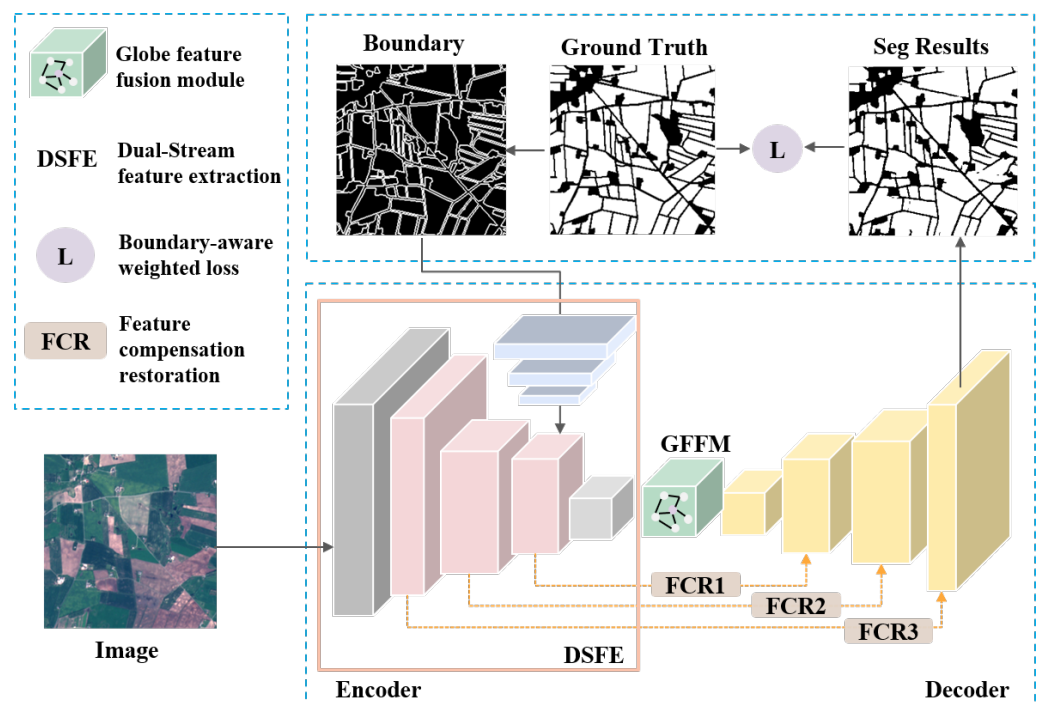 Globe feature
fusion module
DSFE
Dual-Stream
feature extraction
L
Boundary-aware
weighted loss
FCR
Feature
compensation
restoration
Boundary
Ground Truth
Seg Results
L
Image
GFFM
FCR1
FCR2
FCR3
DSFE
Encoder
Decoder